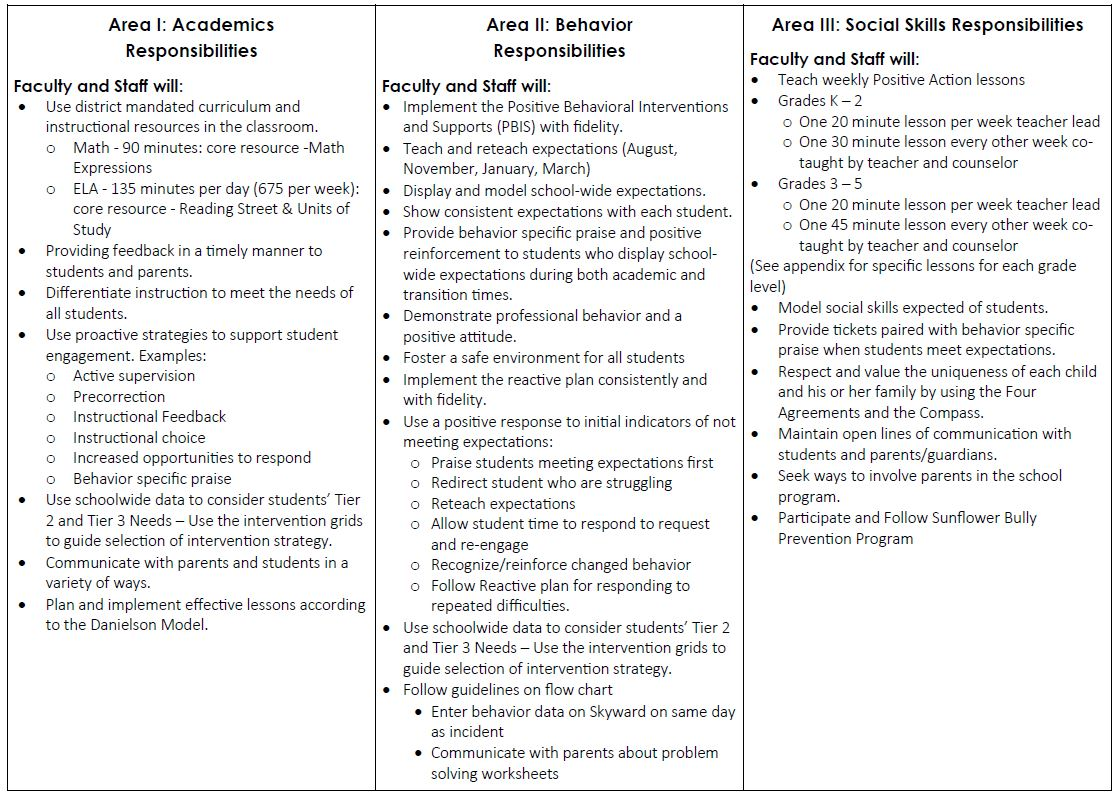 Area I: Academics
Responsibilities
Faculty and Staff will:
• Use district mandated curriculum and
instructional resources in the classroom.
o Math - 90 minutes: core resource -Math
Expressions
o ELA - 135 minutes per day (675 per week):
core resource - Reading Street & Units of
Study
• Providing feedback in a timely manner to
students and parents.
• Differentiate instruction to meet the needs of
all students.
• Use proactive strategies to support student
engagement. Examples:
o Active supervision
o Precorrection
o Instructional Feedback
o Instructional choice
o Increased opportunities to respond
o Behavior specific praise
• Use schoolwide data to consider students’ Tier
2 and Tier 3 Needs – Use the intervention grids
to guide selection of intervention strategy.
• Communicate with parents and students in a
variety of ways.
• Plan and implement effective lessons according
to the Danielson Model.
Area II: Behavior
Responsibilities
Faculty and Staff will:
• Implement the Positive Behavioral Interventions
and Supports (PBIS) with fidelity.
• Teach and reteach expectations (August,
November, January, March)
• Display and model school-wide expectations.
• Show consistent expectations with each student.
• Provide behavior specific praise and positive
reinforcement to students who display school-
wide expectations during both academic and
transition times.
• Demonstrate professional behavior and a
positive attitude.
• Foster a safe environment for all students
• Implement the reactive plan consistently and
with fidelity.
• Use a positive response to initial indicators of not
meeting expectations:
o Praise students meeting expectations first
o Redirect student who are struggling
o Reteach expectations
o Allow student time to respond to request
and re-engage
o Recognize/reinforce changed behavior
o Follow Reactive plan for responding to
repeated difficulties.
• Use schoolwide data to consider students’ Tier 2
and Tier 3 Needs – Use the intervention grids to
guide selection of intervention strategy.
• Follow guidelines on flow chart
• Enter behavior data on Skyward on same day
as incident
• Communicate with parents about problem
solving worksheets
Area III: Social Skills Responsibilities
Faculty and Staff will:
• Teach weekly Positive Action lessons
• Grades K – 2
o One 20 minute lesson per week teacher lead
o One 30 minute lesson every other week co-
taught by teacher and counselor
• Grades 3 – 5
o One 20 minute lesson per week teacher lead
o One 45 minute lesson every other week co-
taught by teacher and counselor
(See appendix for specific lessons for each grade
level)
• Model social skills expected of students.
• Provide tickets paired with behavior specific
praise when students meet expectations.
• Respect and value the uniqueness of each child
and his or her family by using the Four
Agreements and the Compass.
• Maintain open lines of communication with
students and parents/guardians.
• Seek ways to involve parents in the school
program.
• Participate and Follow Sunflower Bully
Prevention Program